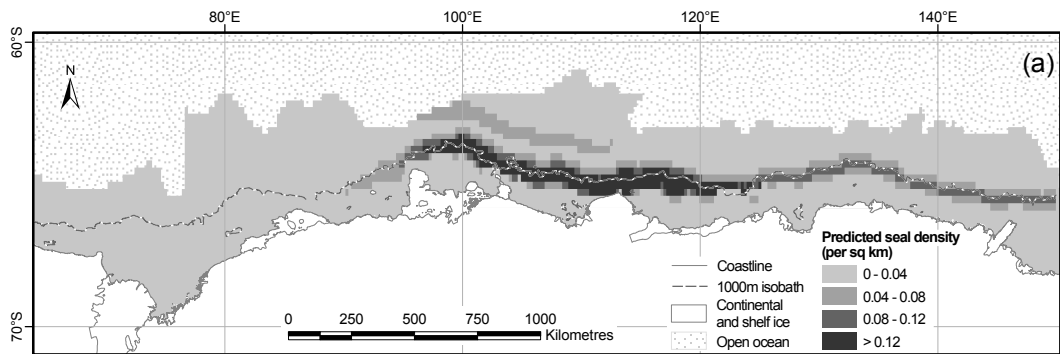 80°E 100°E 120°E 140°E
60°S
(a)
N
70°S
Coastline
1000m isobath
Continental
and shelf ice
Open ocean
Predicted seal density
(per sq km)
0 - 0.04
0.04 - 0.08
0.08 - 0.12
> 0.12
0 250 500 750 1000
Kilometres